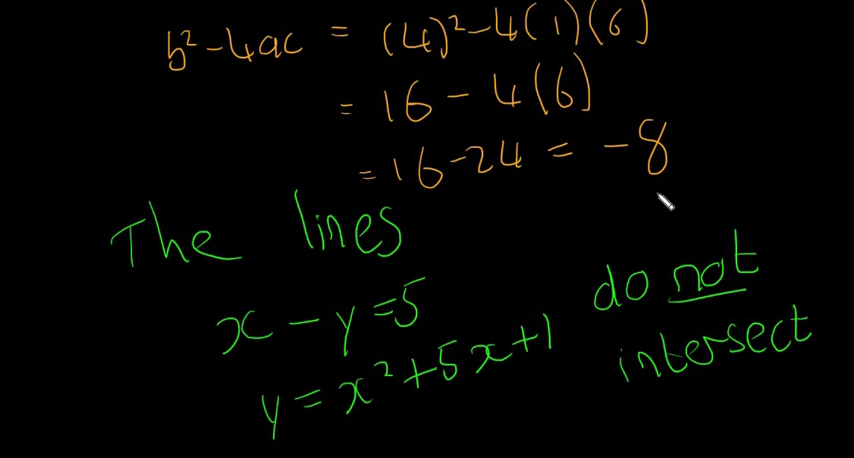 b² - 4ac = (4)² - 4(1)(6)
= 16 - 4(6)
= 16 - 24 = -8
The lines
x - y = 5
y = x² + 5x + 1
do not
intersect